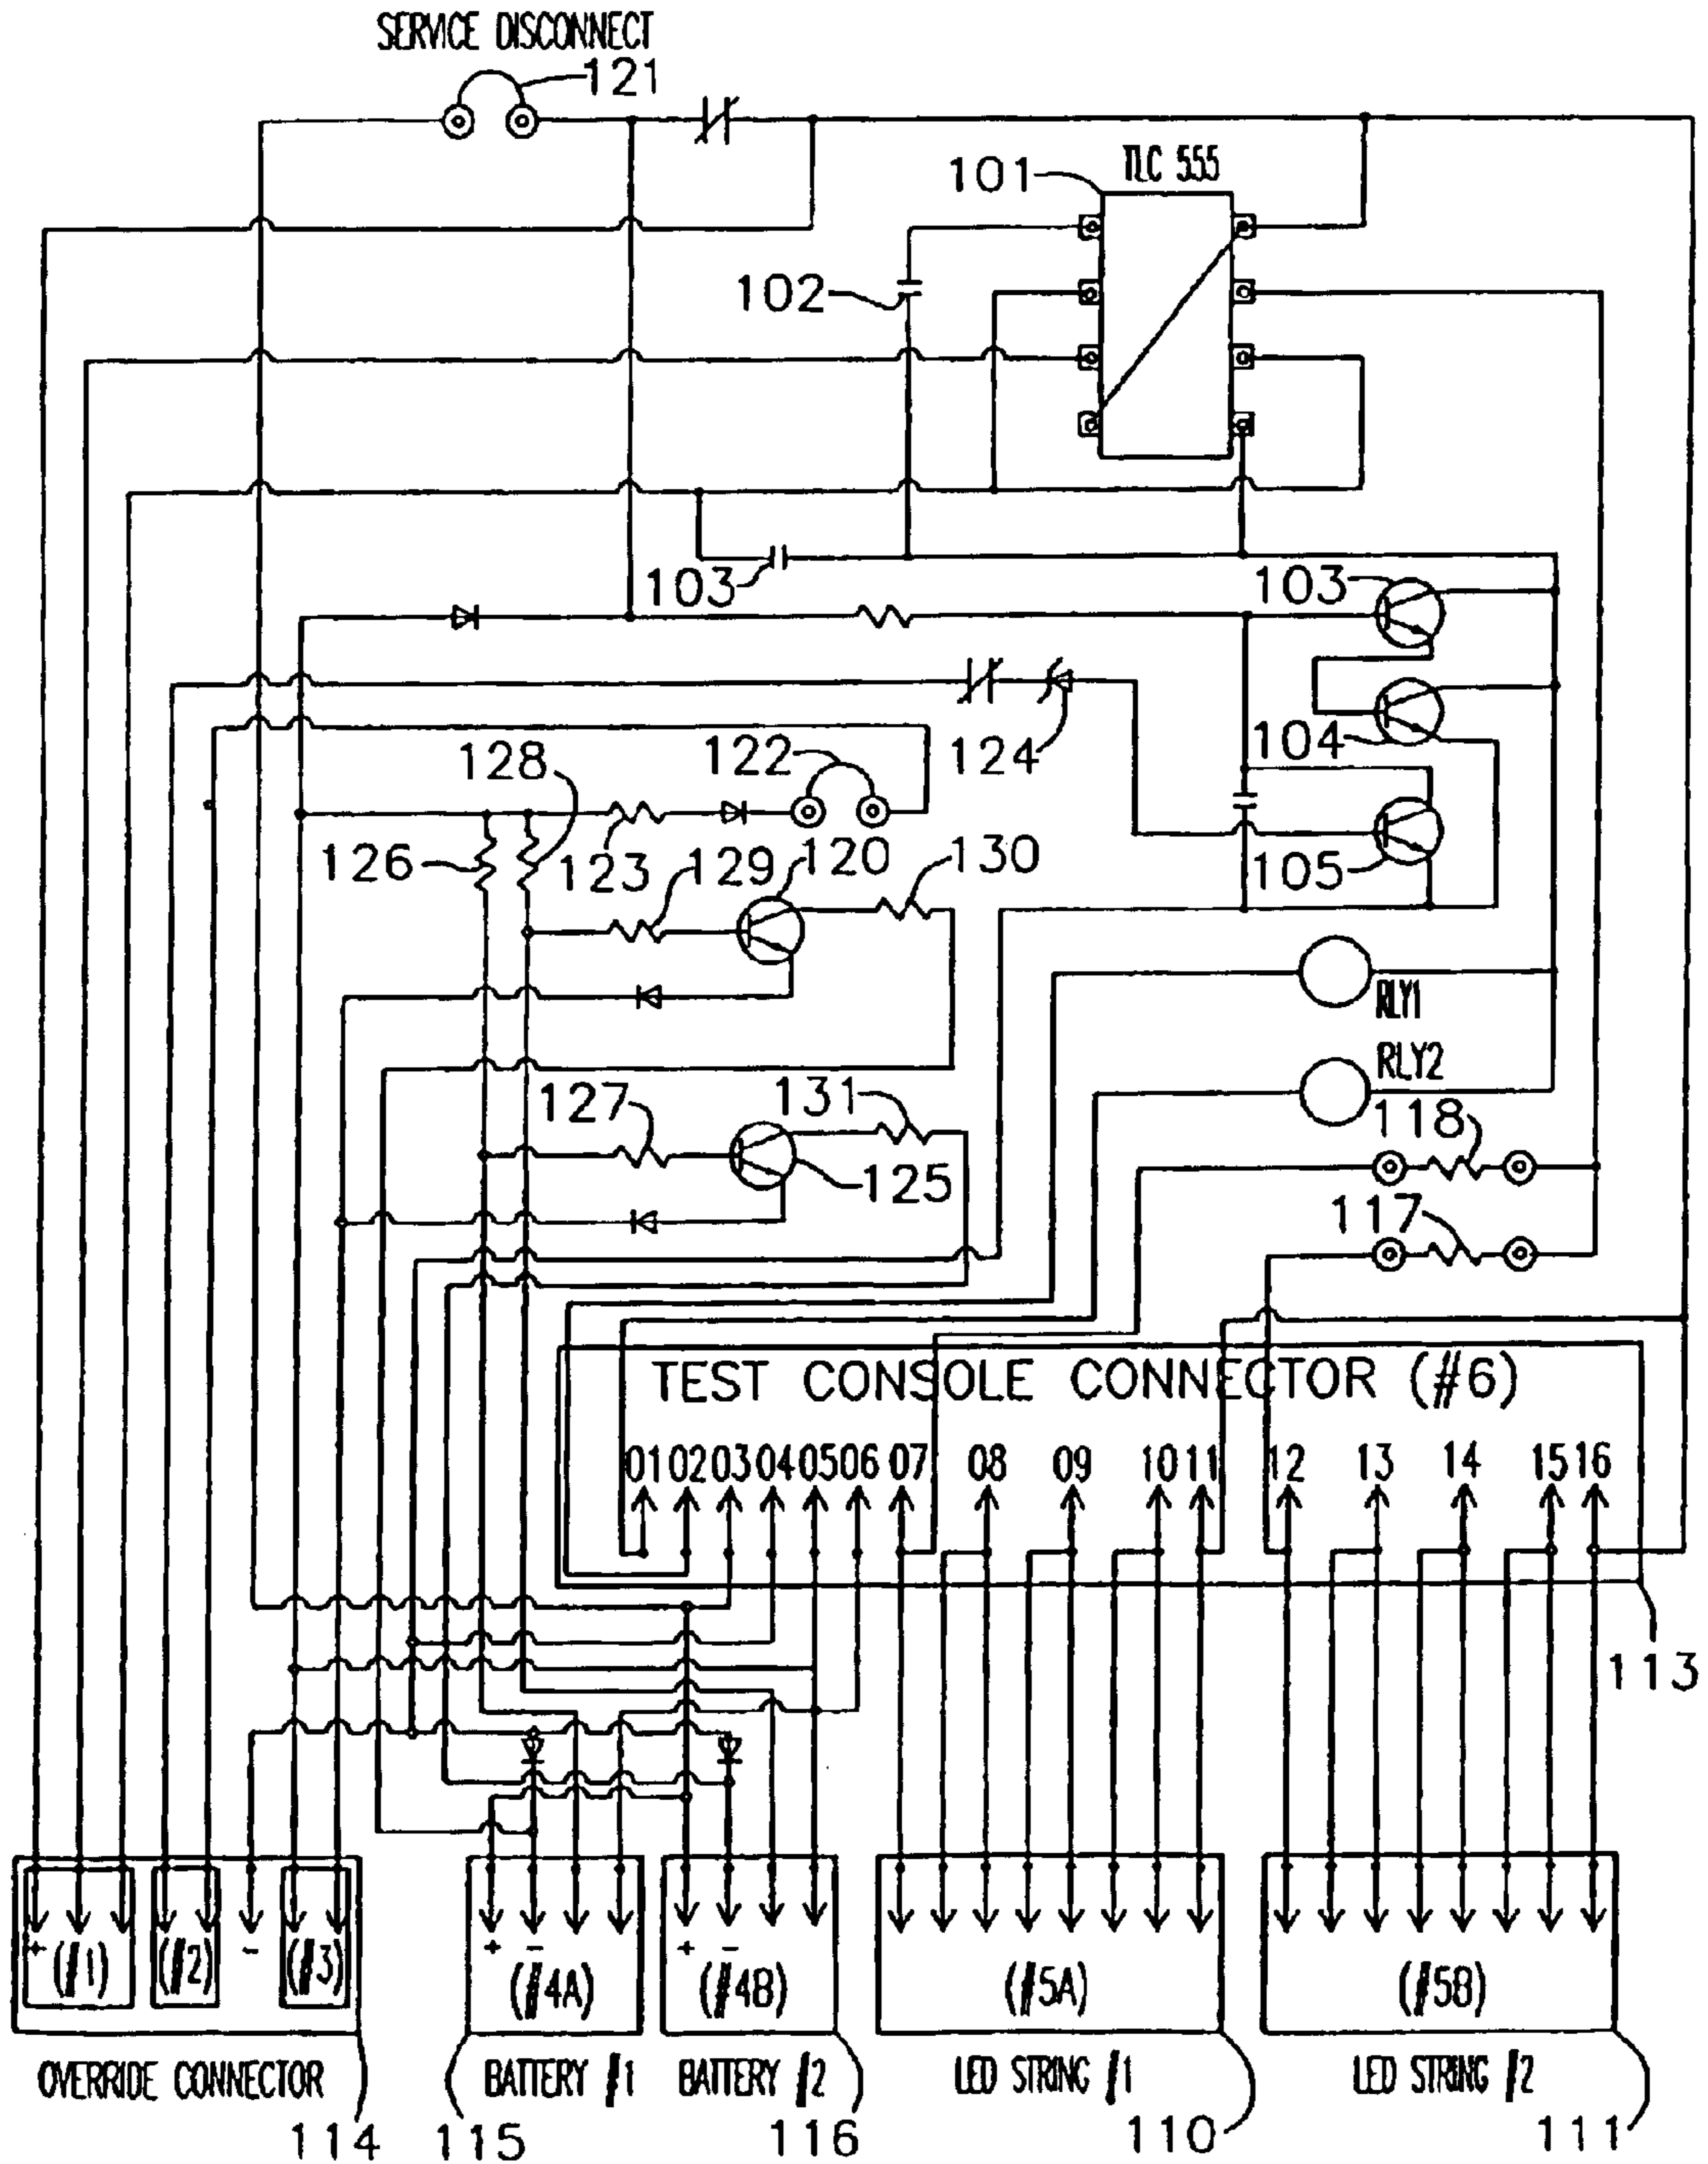 SERVICE DISCONNECT
121
101
TLC 555
102
103
103
124
104
128
122
126
123
129
120
130
105
RLY1
RLY2
127
131
118
125
117
TEST CONSOLE CONNECTOR (#6)
01 02 03 04 05 06 07 08 09 10 11 12 13 14 15 16
113
+ (#1) (#2) - (#3) + - (#4A) + - (#4B) (#5A) (#5B)
OVERRIDE CONNECTOR BATTERY #1 BATTERY #2 LED STRING #1 LED STRING #2
114 115 116 110 111